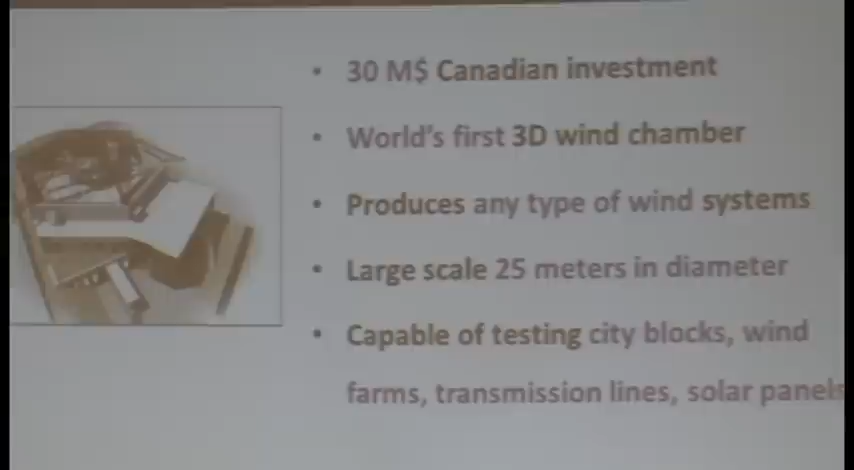 • 30 M$ Canadian investment
• World's first 3D wind chamber
• Produces any type of wind systems
• Large scale 25 meters in diameter
• Capable of testing city blocks, wind
farms, transmission lines, solar panels